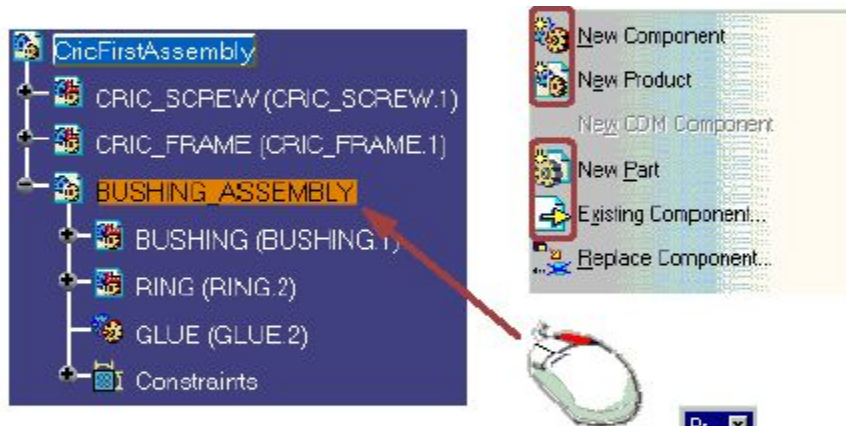 CricFirstAssembly
CRIC_SCREW (CRIC_SCREW.1)
CRIC_FRAME (CRIC_FRAME.1)
BUSHING_ASSEMBLY
BUSHING (BUSHING.1)
RING (RING.2)
GLUE (GLUE.2)
Constraints
New Component
New Product
New CDM Component
New Part
Existing Component...
Replace Component...